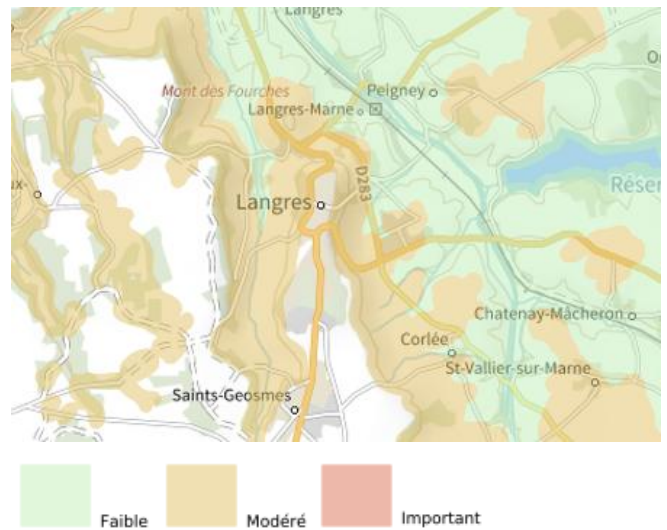 Langres
Mont des Fourches
Peigney
Langres-Marne
D283
Langres
Rése
Chatenay-Mâcheron
Corlée
St-Vallier-sur-Marne
Saints-Geosmes
Faible Modéré Important